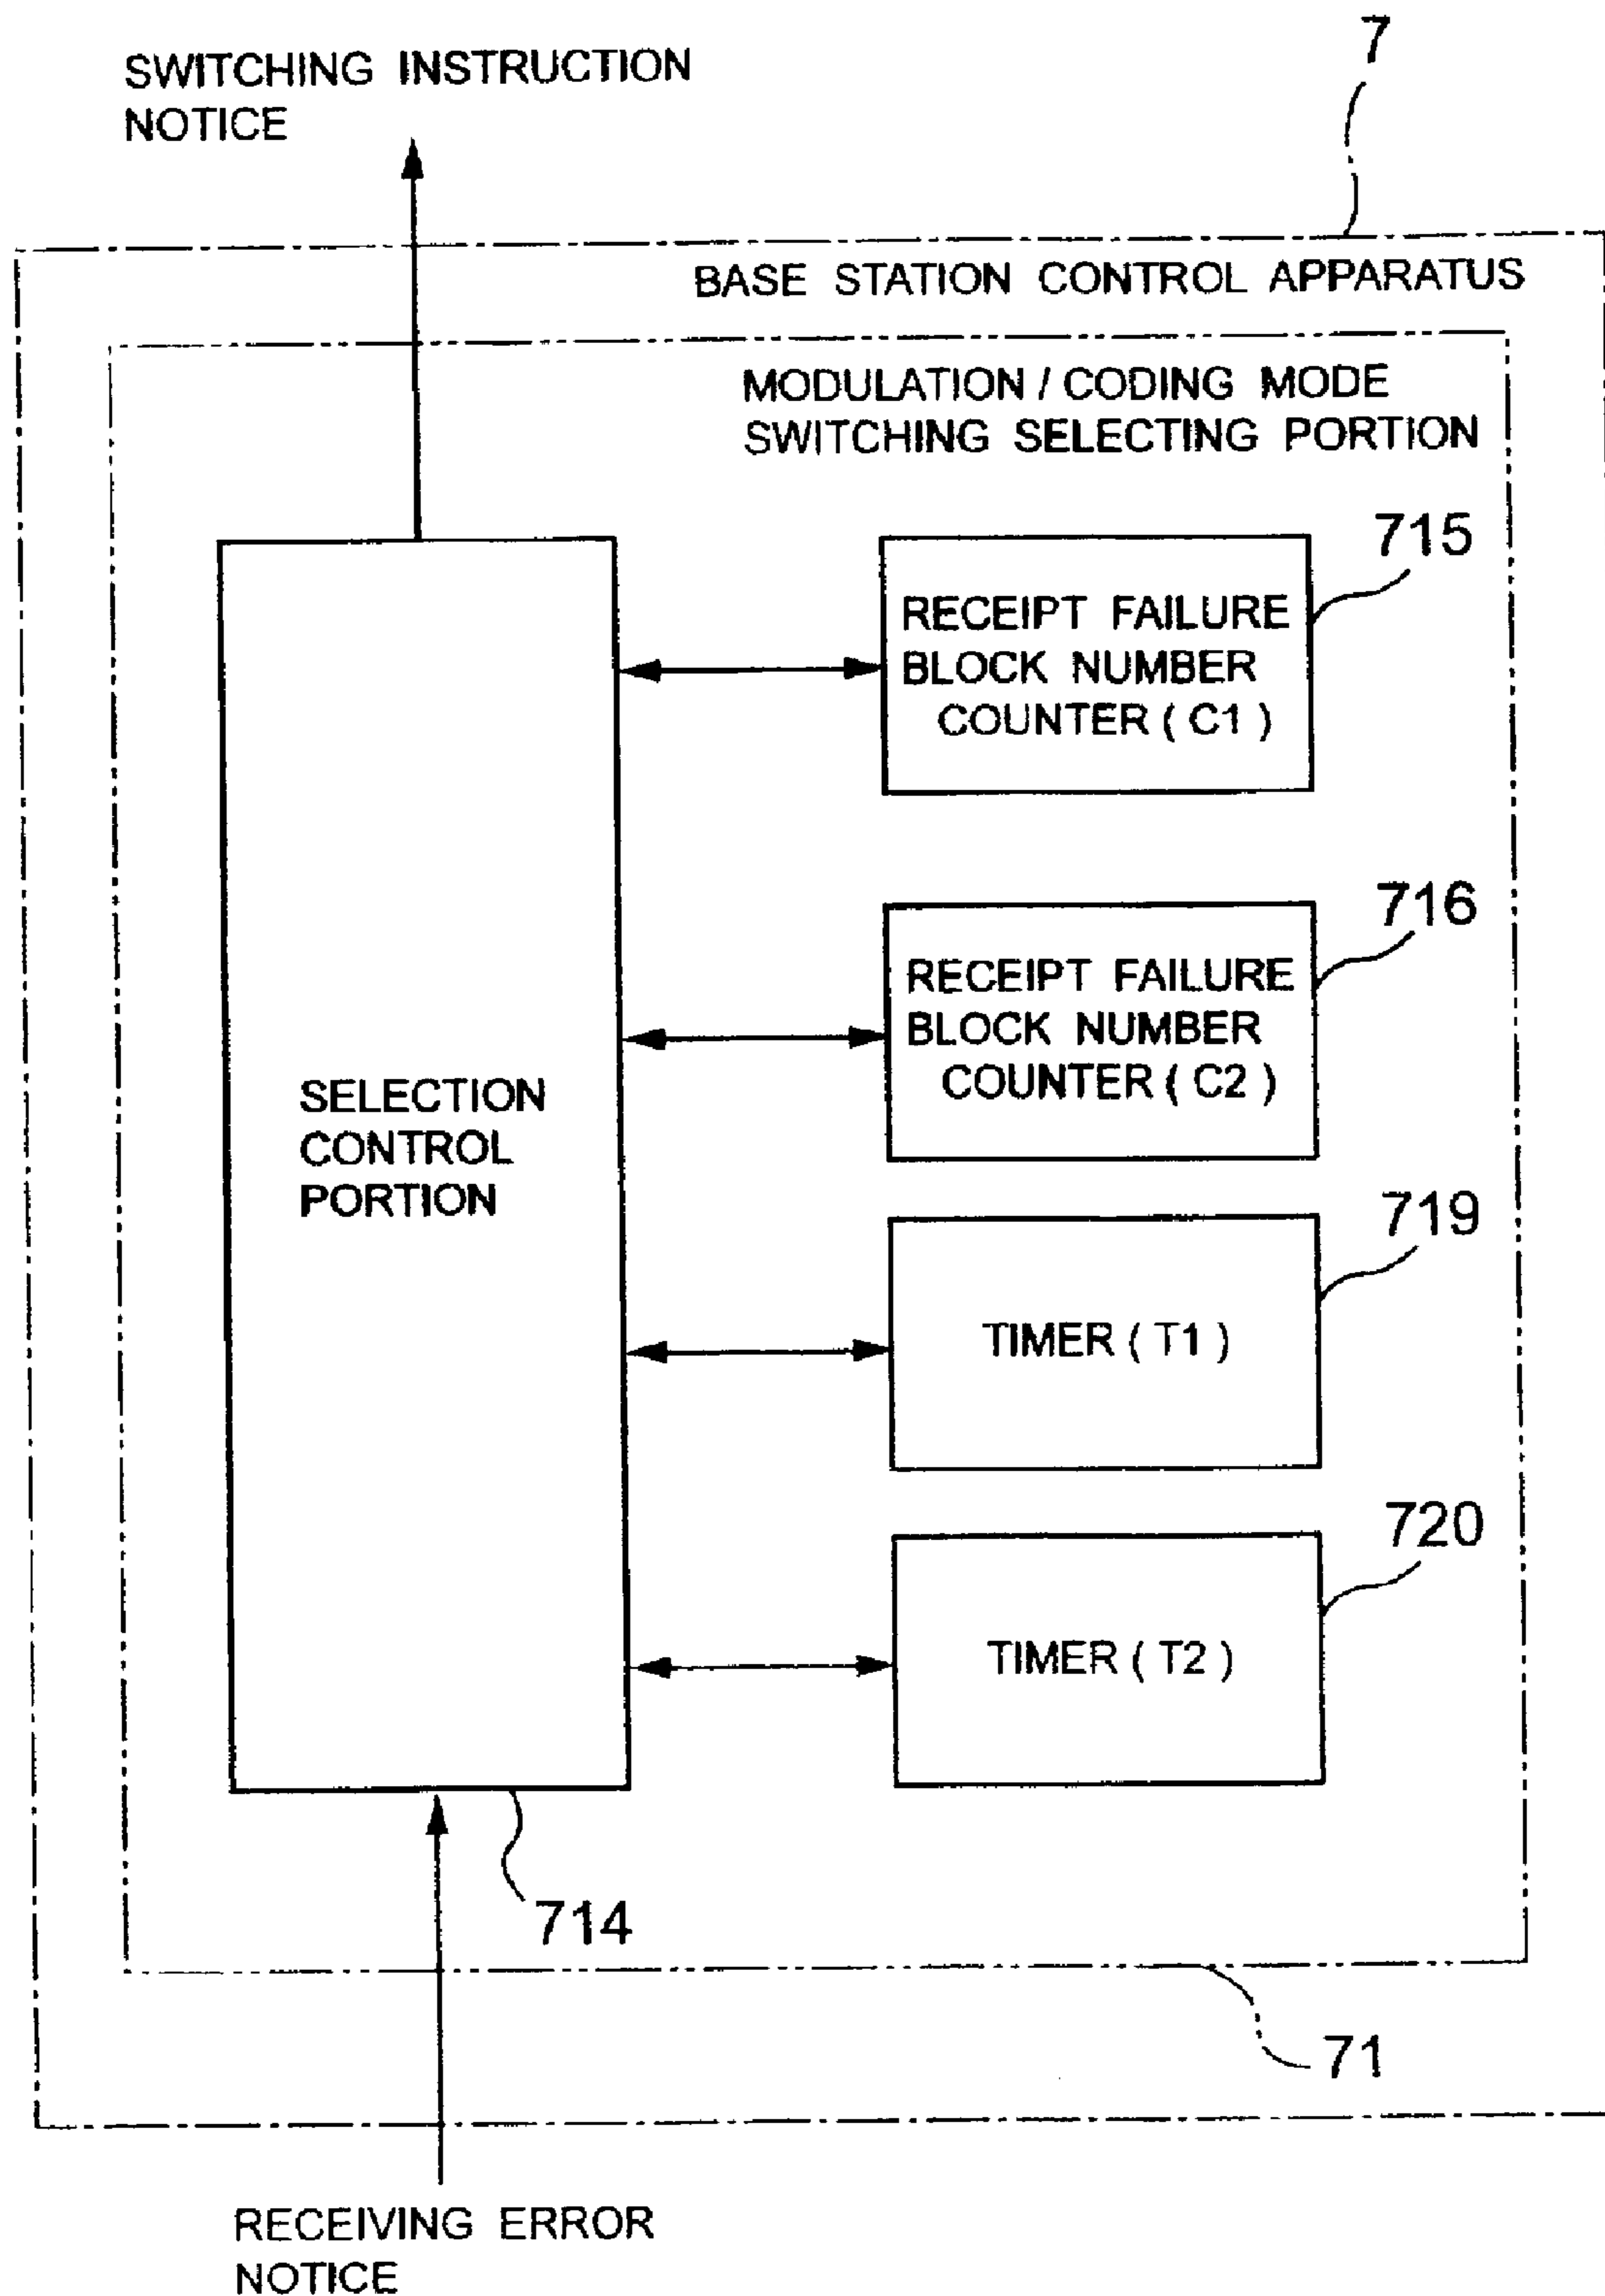 7
SWITCHING INSTRUCTION
NOTICE
BASE STATION CONTROL APPARATUS
MODULATION / CODING MODE
SWITCHING SELECTING PORTION
715
RECEIPT FAILURE
BLOCK NUMBER
COUNTER ( C1 )
716
RECEIPT FAILURE
BLOCK NUMBER
COUNTER ( C2 )
SELECTION
CONTROL
PORTION
719
TIMER ( T1 )
720
TIMER ( T2 )
714
71
RECEIVING ERROR
NOTICE